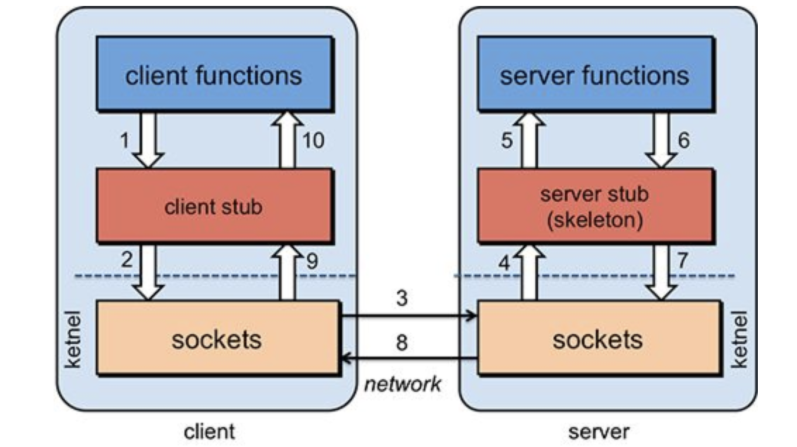 client functions
server functions
1
10
5
6
client stub
server stub
(skeleton)
2
9
4
7
ketnel
sockets
3
8
network
sockets
ketnel
client
server